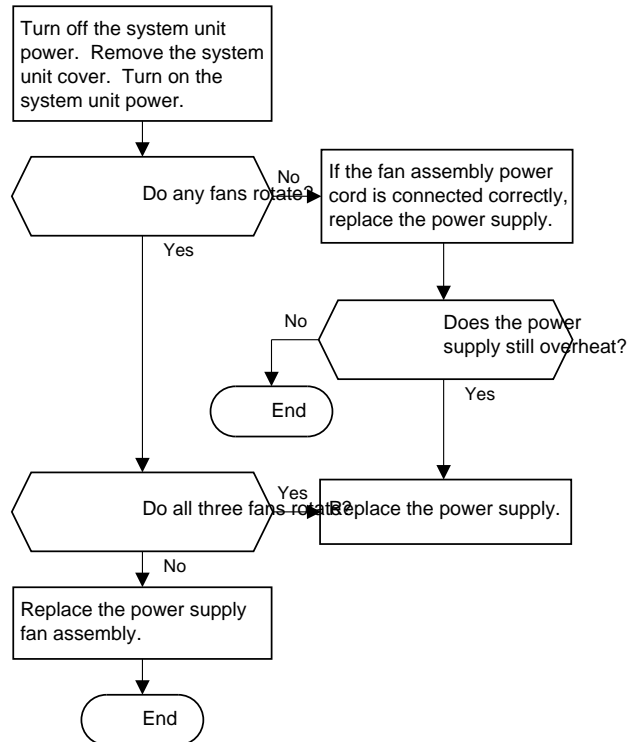 Turn off the system unit
power. Remove the system
unit cover. Turn on the
system unit power.
Do any fans rotate?
No
If the fan assembly power
cord is connected correctly,
replace the power supply.
Yes
No
Does the power
supply still overheat?
End
Yes
Do all three fans rotate?
Yes
Replace the power supply.
No
Replace the power supply
fan assembly.
End